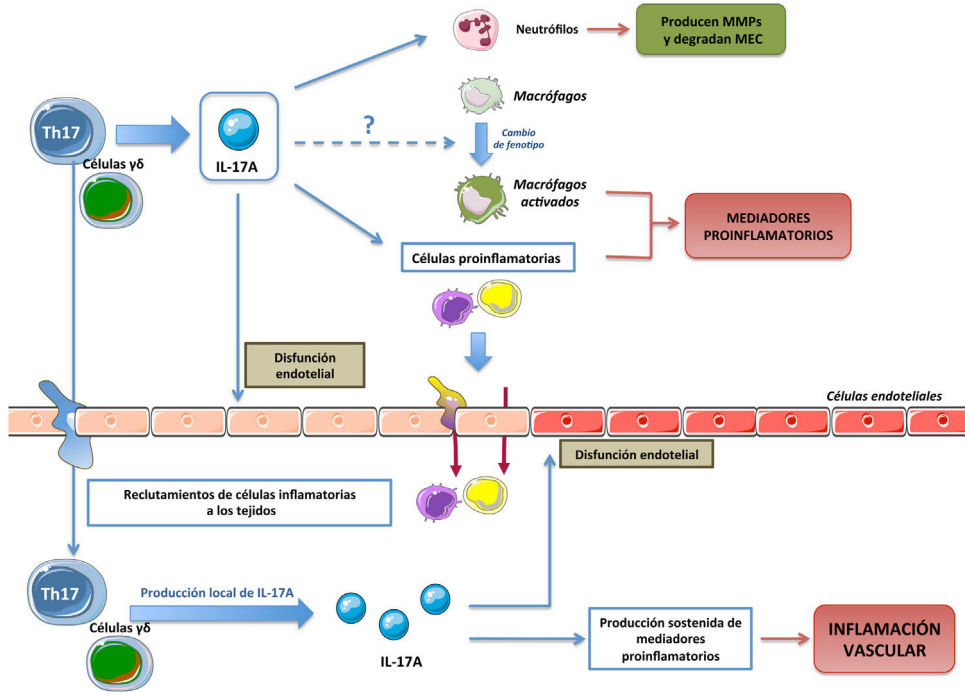 Neutrófilos
Producen MMPs
y degradan MEC
Macrófagos
Th17
?
Cambio
de fenotipo
Células γδ
IL-17A
Macrófagos
activados
MEDIADORES
PROINFLAMATORIOS
Células proinflamatorias
Disfunción
endotelial
Células endoteliales
Disfunción endotelial
Reclutamientos de células inflamatorias
a los tejidos
Th17
Producción local de IL-17A
Células γδ
IL-17A
Producción sostenida de
mediadores
proinflamatorios
INFLAMACIÓN
VASCULAR